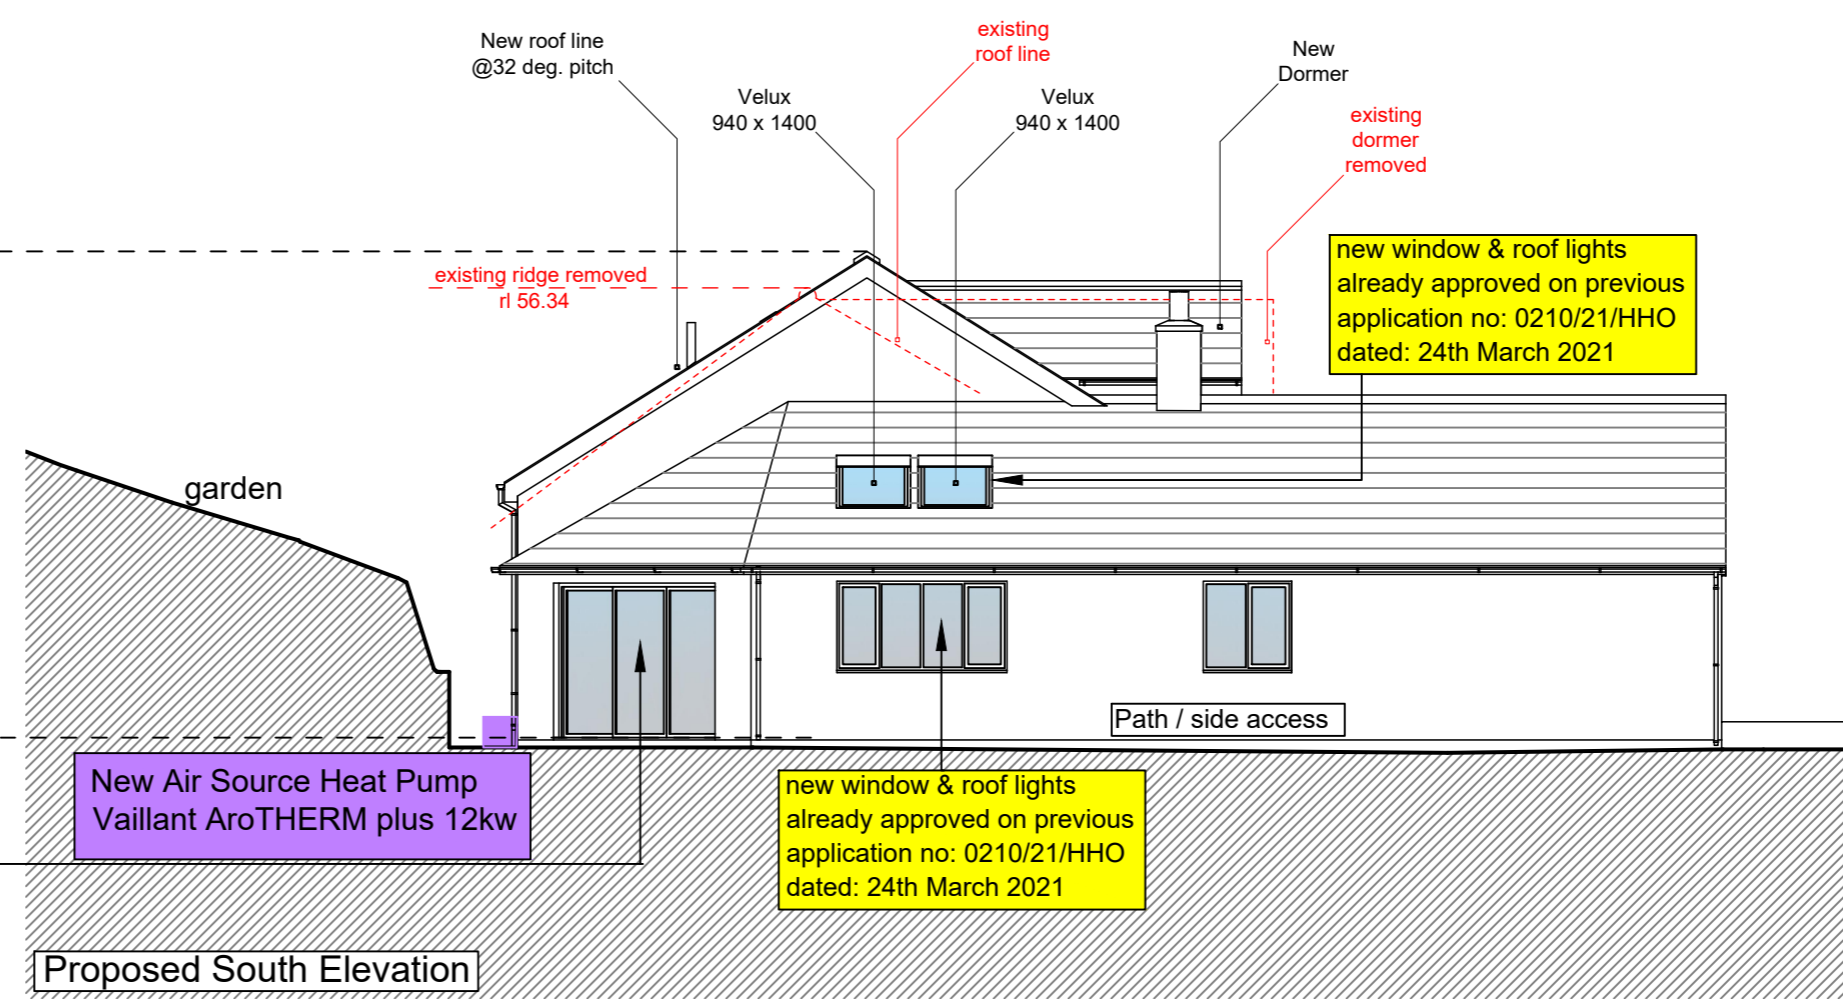 New roof line
@32 deg. pitch
existing
roof line
New
Dormer
Velux
940 x 1400
Velux
940 x 1400
existing
dormer
removed
existing ridge removed
rl 56.34
new window & roof lights
already approved on previous
application no: 0210/21/HHO
dated: 24th March 2021
garden
Path / side access
New Air Source Heat Pump
Vaillant AroTHERM plus 12kw
new window & roof lights
already approved on previous
application no: 0210/21/HHO
dated: 24th March 2021
Proposed South Elevation